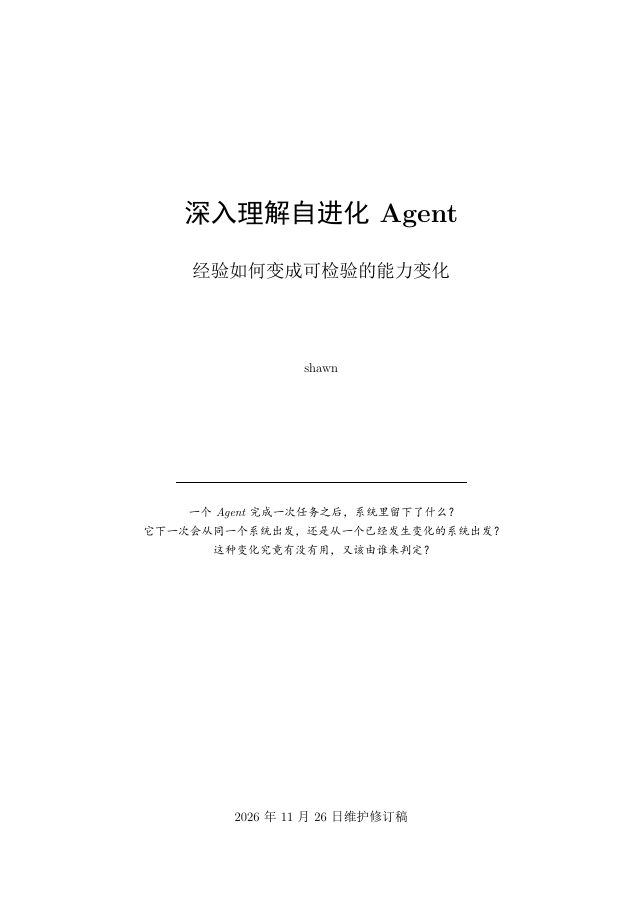 深入理解自进化 Agent
经验如何变成可检验的能力变化
shawn
一个 Agent 完成一次任务之后，系统里留下了什么？
它下一次会从同一个系统出发，还是从一个已经发生变化的系统出发？
这种变化究竟有没有用，又该由谁来判定？
2026 年 11 月 26 日维护修订稿